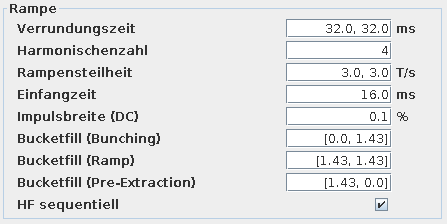 Rampe
Verrundungszeit 32.0, 32.0 ms
Harmonischenzahl 4
Rampensteilheit 3.0, 3.0 T/s
Einfangzeit 16.0 ms
Impulsbreite (DC) 0.1 %
Bucketfill (Bunching) [0.0, 1.43]
Bucketfill (Ramp) [1.43, 1.43]
Bucketfill (Pre-Extraction) [1.43, 0.0]
HF sequentiell